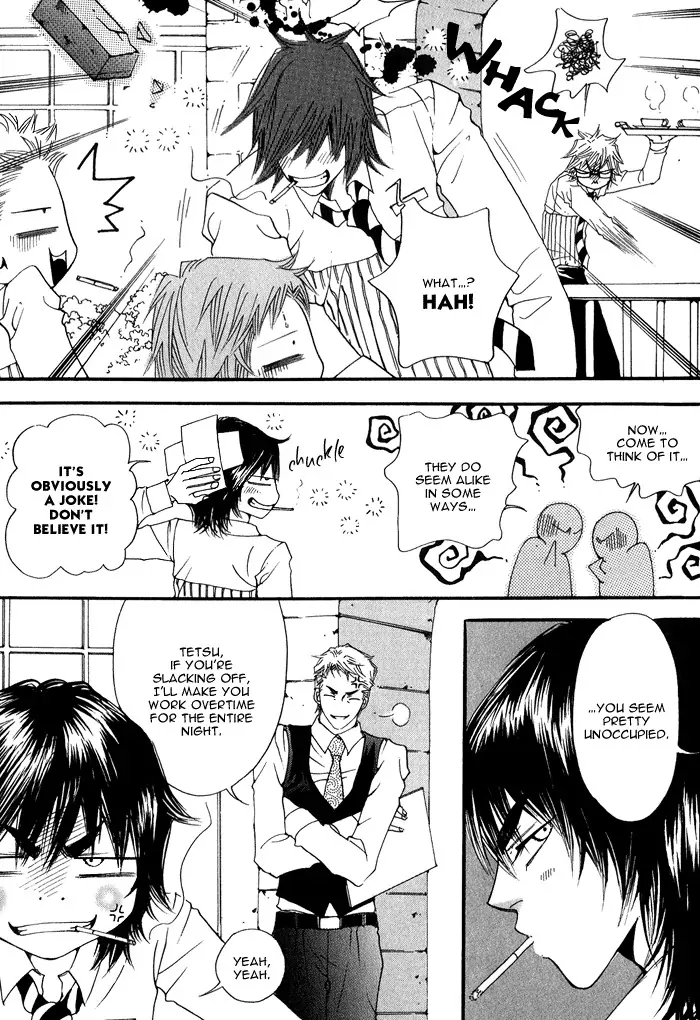 WHACK
WHAT...?
HAH!
NOW...
COME TO
THINK OF IT...
THEY DO
SEEM ALIKE
IN SOME
WAYS...
chuckle
IT'S
OBVIOUSLY
A JOKE!
DON'T
BELIEVE IT!
...YOU SEEM
PRETTY
UNOCCUPIED.
TETSU,
IF YOU'RE
SLACKING OFF,
I'LL MAKE YOU
WORK OVERTIME
FOR THE ENTIRE
NIGHT.
YEAH,
YEAH.